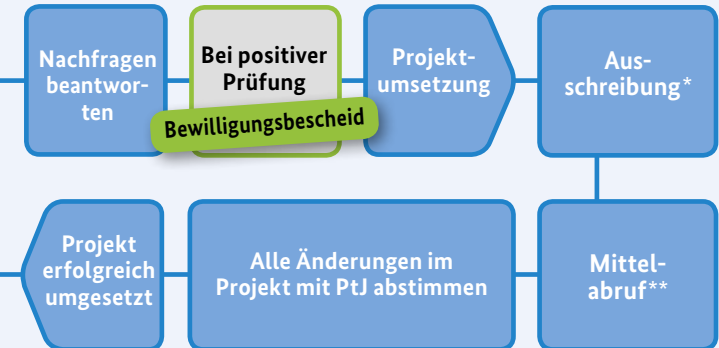 Nachfragen
beantwor-
ten
Bei positiver
Prüfung
Bewilligungsbescheid
Projekt-
umsetzung
Aus-
schreibung*
Mittel-
abruf**
Alle Änderungen im
Projekt mit PtJ abstimmen
Projekt
erfolgreich
umgesetzt